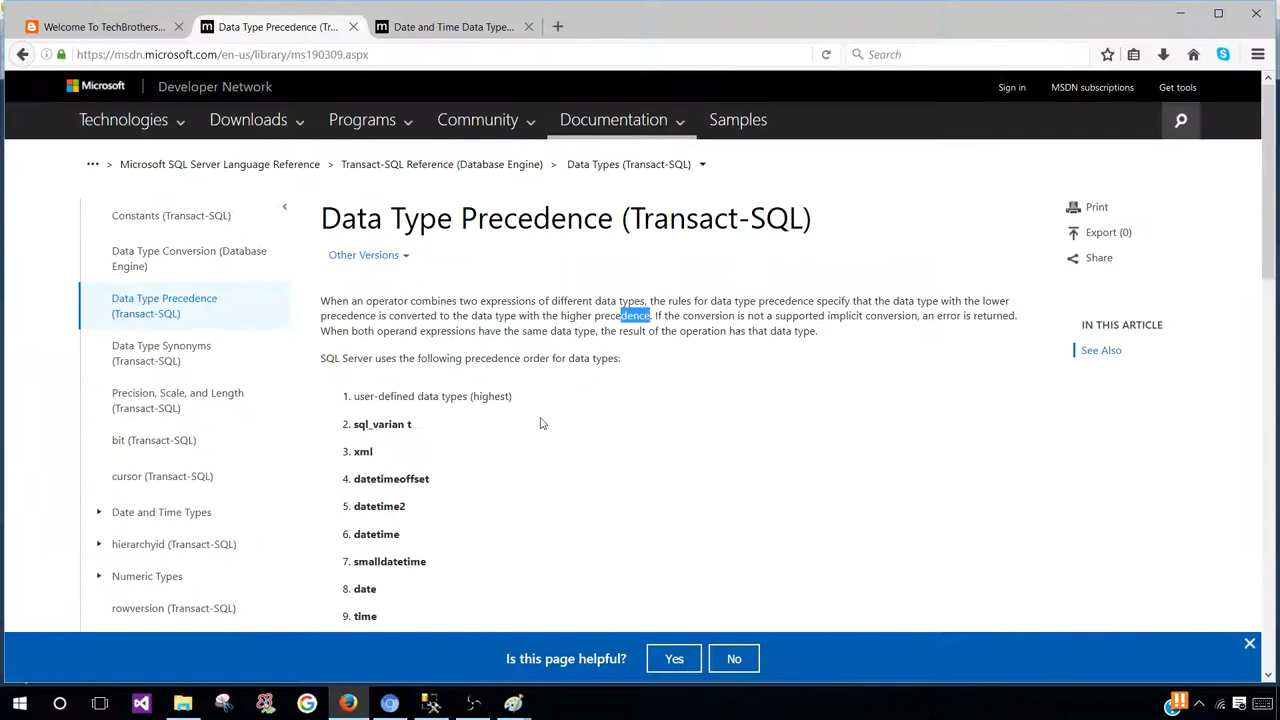 Welcome To TechBrothers...
Data Type Precedence (Tr...
Date and Time Data Type...
https://msdn.microsoft.com/en-us/library/ms190309.aspx
Search
Microsoft
Developer Network
Sign in
MSDN subscriptions
Get tools
Technologies
Downloads
Programs
Community
Documentation
Samples
••• > Microsoft SQL Server Language Reference > Transact-SQL Reference (Database Engine) > Data Types (Transact-SQL)
Constants (Transact-SQL)
Data Type Conversion (Database
Engine)
Data Type Precedence
(Transact-SQL)
Data Type Synonyms
(Transact-SQL)
Precision, Scale, and Length
(Transact-SQL)
bit (Transact-SQL)
cursor (Transact-SQL)
Date and Time Types
hierarchyid (Transact-SQL)
Numeric Types
rowversion (Transact-SQL)
Data Type Precedence (Transact-SQL)
Other Versions
When an operator combines two expressions of different data types, the rules for data type precedence specify that the data type with the lower
precedence is converted to the data type with the higher precedence. If the conversion is not a supported implicit conversion, an error is returned.
When both operand expressions have the same data type, the result of the operation has that data type.
SQL Server uses the following precedence order for data types:
1. user-defined data types (highest)
2. sql_varian t
3. xml
4. datetimeoffset
5. datetime2
6. datetime
7. smalldatetime
8. date
9. time
Print
Export (0)
Share
IN THIS ARTICLE
See Also
Is this page helpful?
Yes
No